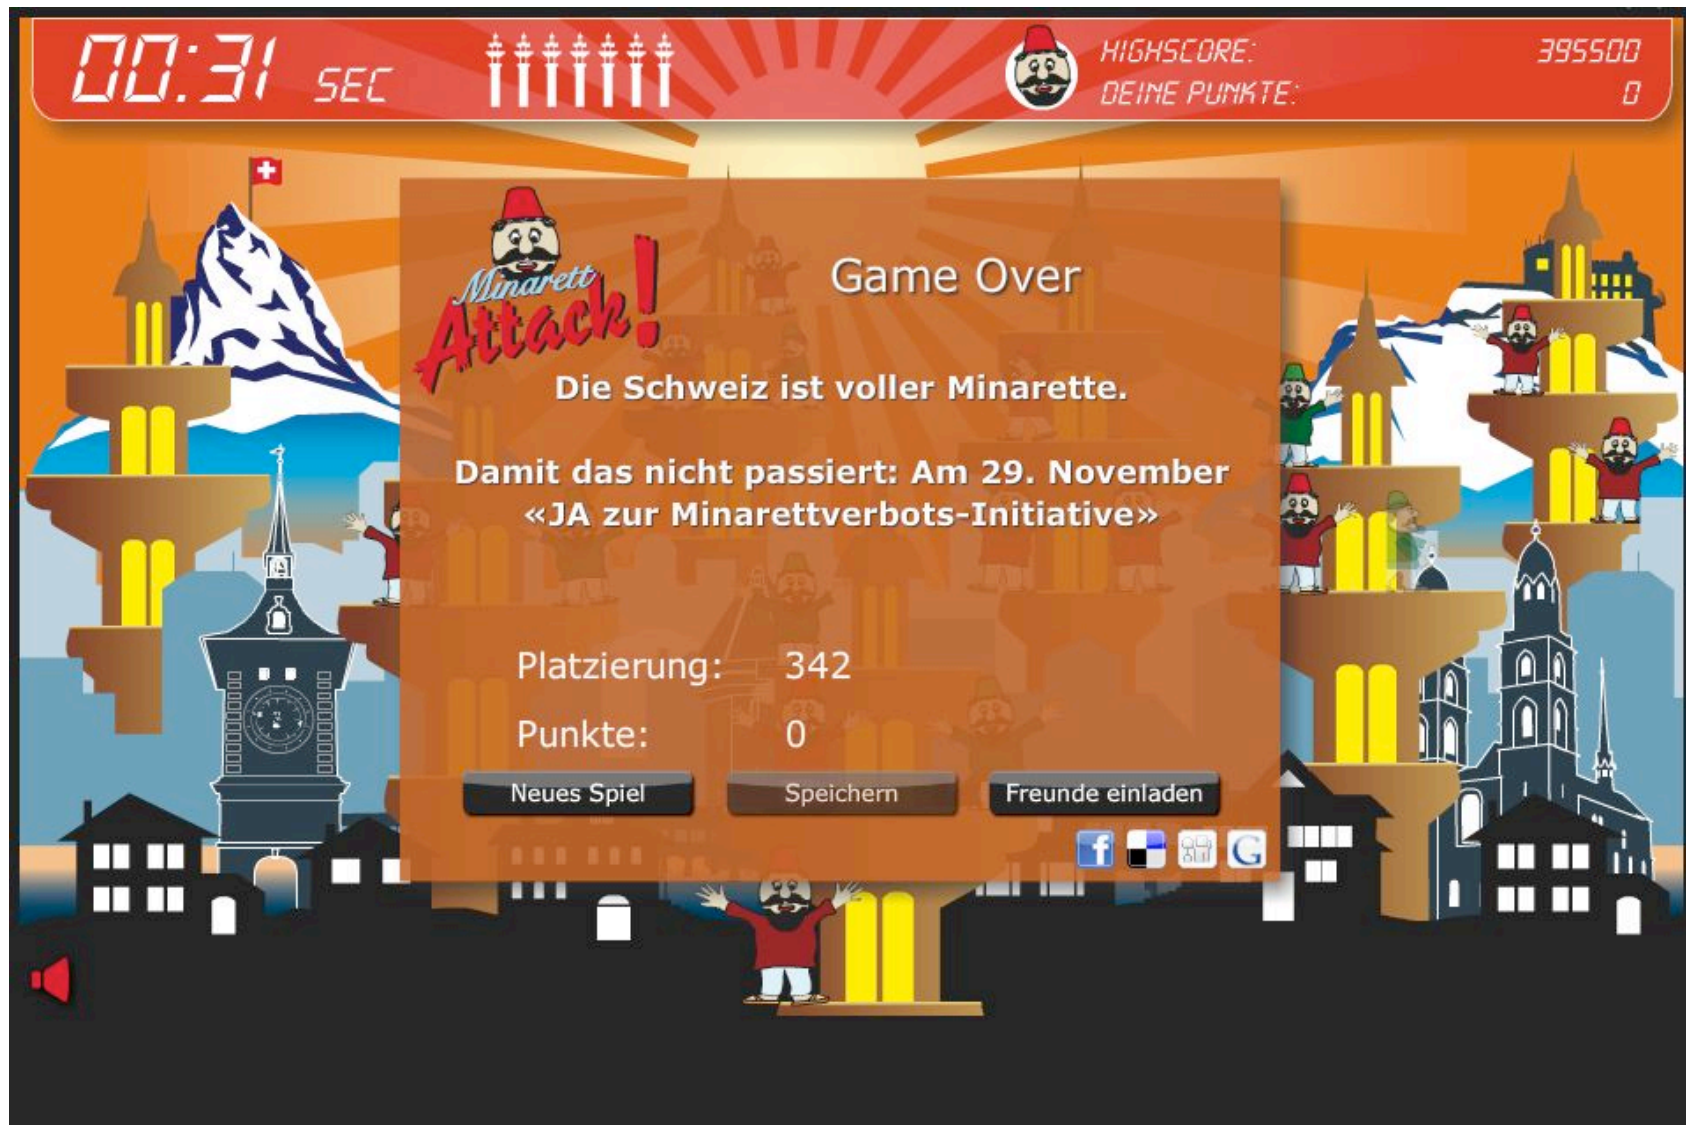 00:31 SEC
HIGHSCORE: 395500
DEINE PUNKTE: 0
Minarett
Attack!
Game Over
Die Schweiz ist voller Minarette.
Damit das nicht passiert: Am 29. November
«JA zur Minarettverbots-Initiative»
Platzierung: 342
Punkte: 0
Neues Spiel
Speichern
Freunde einladen
f
G